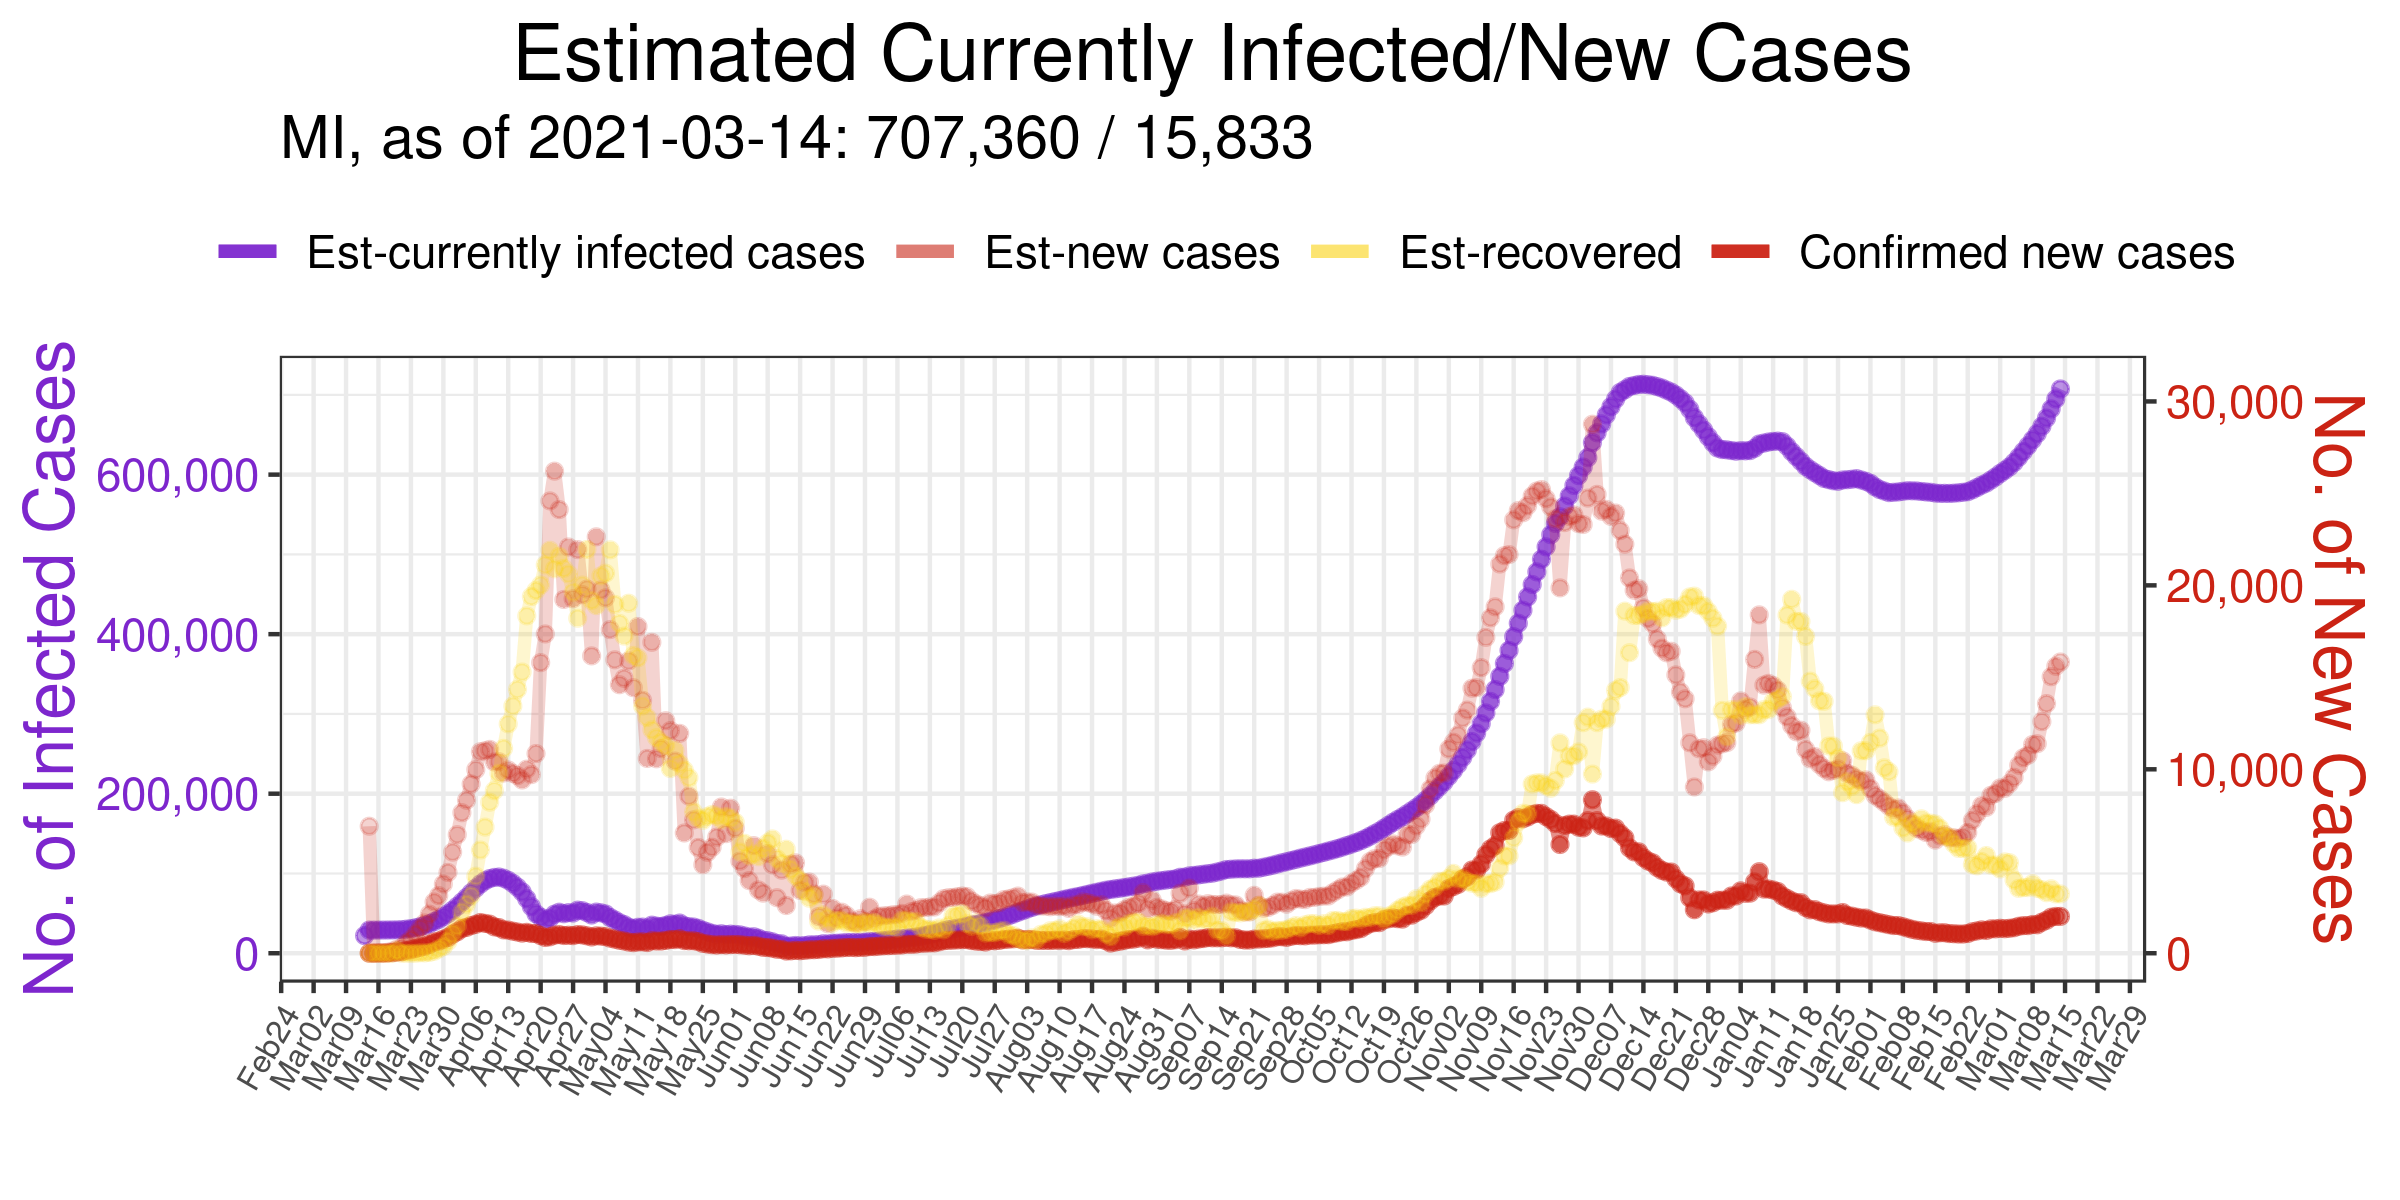 Estimated Currently Infected/New Cases
MI, as of 2021-03-14: 707,360 / 15,833
Est-currently infected cases Est-new cases Est-recovered Confirmed new cases
No. of Infected Cases
600,000
400,000
200,000
0
30,000
20,000
10,000
0
No. of New Cases
Feb24 Mar02 Mar09 Mar16 Mar23 Mar30 Apr06 Apr13 Apr20 Apr27 May04 May11 May18 May25 Jun01 Jun08 Jun15 Jun22 Jun29 Jul06 Jul13 Jul20 Jul27 Aug03 Aug10 Aug17 Aug24 Aug31 Sep07 Sep14 Sep21 Sep28 Oct05 Oct12 Oct19 Oct26 Nov02 Nov09 Nov16 Nov23 Nov30 Dec07 Dec14 Dec21 Dec28 Jan04 Jan11 Jan18 Jan25 Feb01 Feb08 Feb15 Feb22 Mar01 Mar08 Mar15 Mar22 Mar29